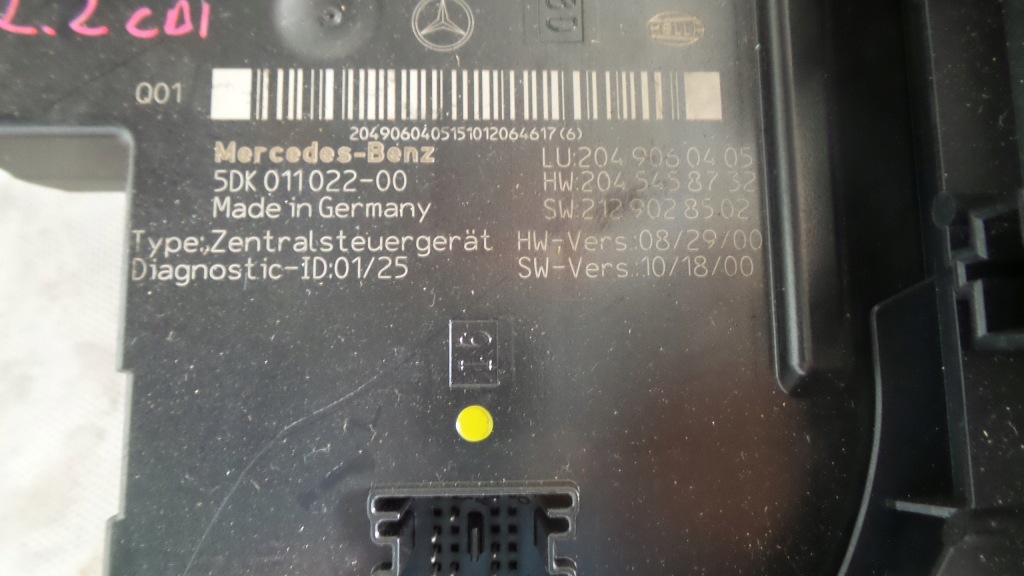 2.2 CDI
HELLA
Q01
2049060405151012064617(6)
Mercedes-Benz
LU:204 906 04 05
5DK 011 022-00
HW:204 545 87 32
Made in Germany
SW:212 902 85 02
Type:Zentralsteuergerät
HW-Vers.:08/29/00
Diagnostic-ID:01/25
SW-Vers.:10/18/00